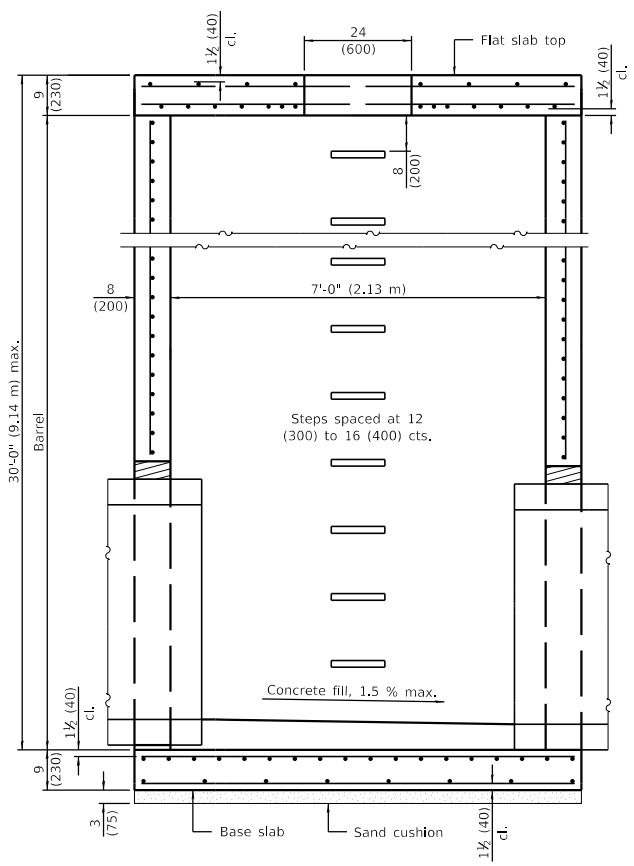 24
(600)
Flat slab top
1½ (40)
cl.
1½ (40)
cl.
9
(230)
8
(200)
8
(200)
7'-0" (2.13 m)
30'-0" (9.14 m) max.
Barrel
Steps spaced at 12
(300) to 16 (400) cts.
Concrete fill, 1.5 % max.
1½ (40)
cl.
9
(230)
3
(75)
Base slab
Sand cushion
1½ (40)
cl.